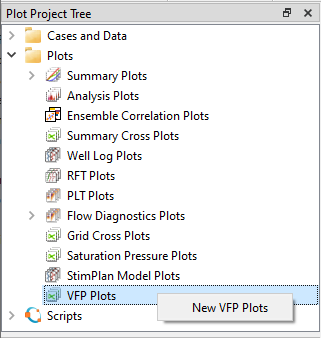 Plot Project Tree
Cases and Data
Plots
Summary Plots
Analysis Plots
Ensemble Correlation Plots
Summary Cross Plots
Well Log Plots
RFT Plots
PLT Plots
Flow Diagnostics Plots
Grid Cross Plots
Saturation Pressure Plots
StimPlan Model Plots
VFP Plots
New VFP Plots
Scripts